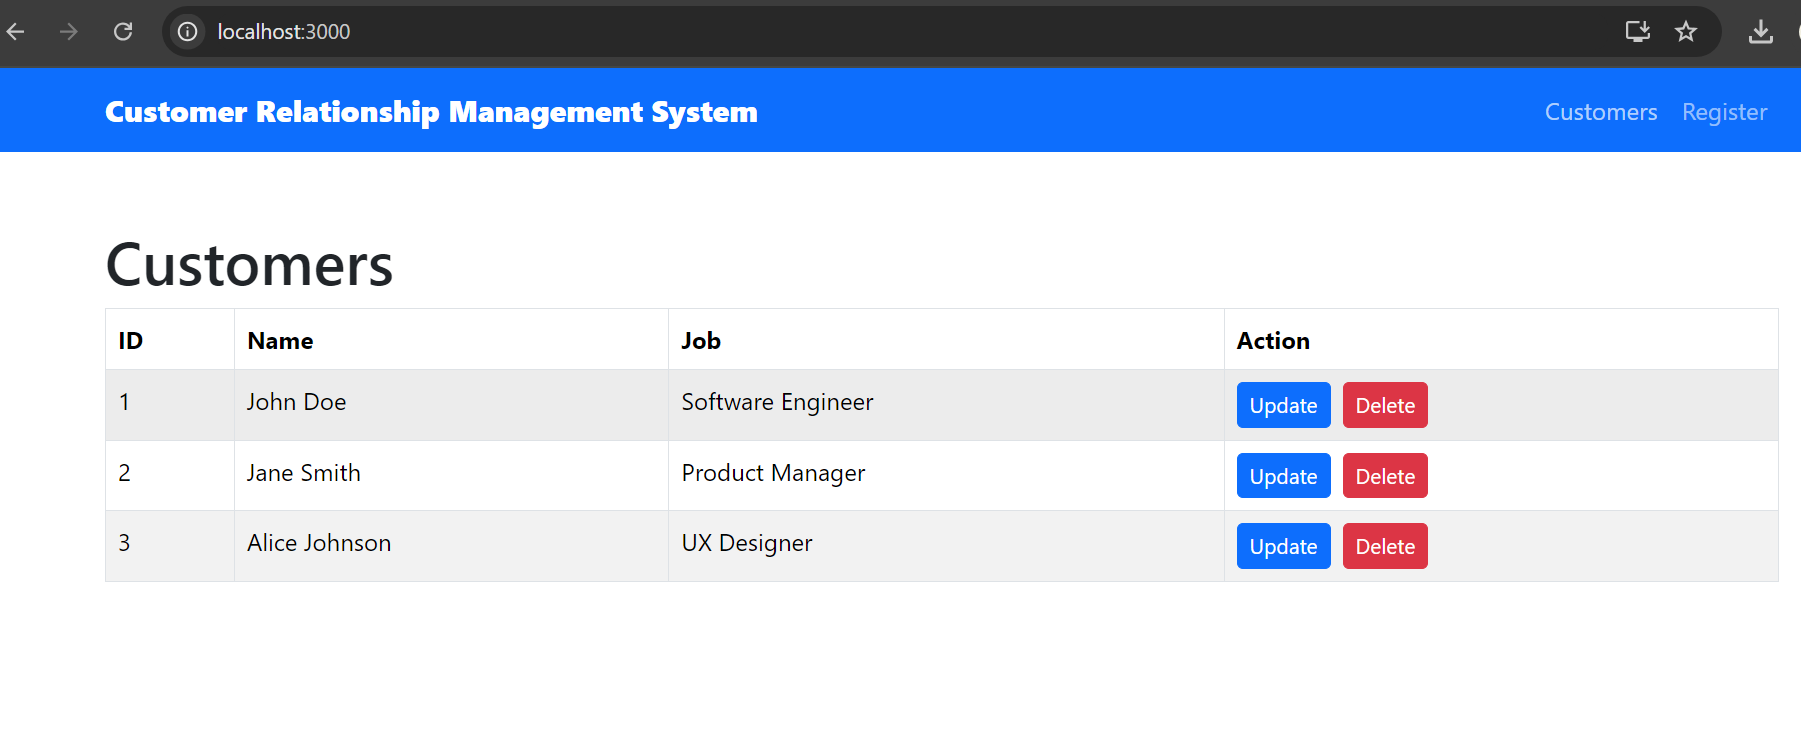 localhost:3000
Customer Relationship Management System Customers Register
Customers
ID Name Job Action
1 John Doe Software Engineer Update Delete
2 Jane Smith Product Manager Update Delete
3 Alice Johnson UX Designer Update Delete